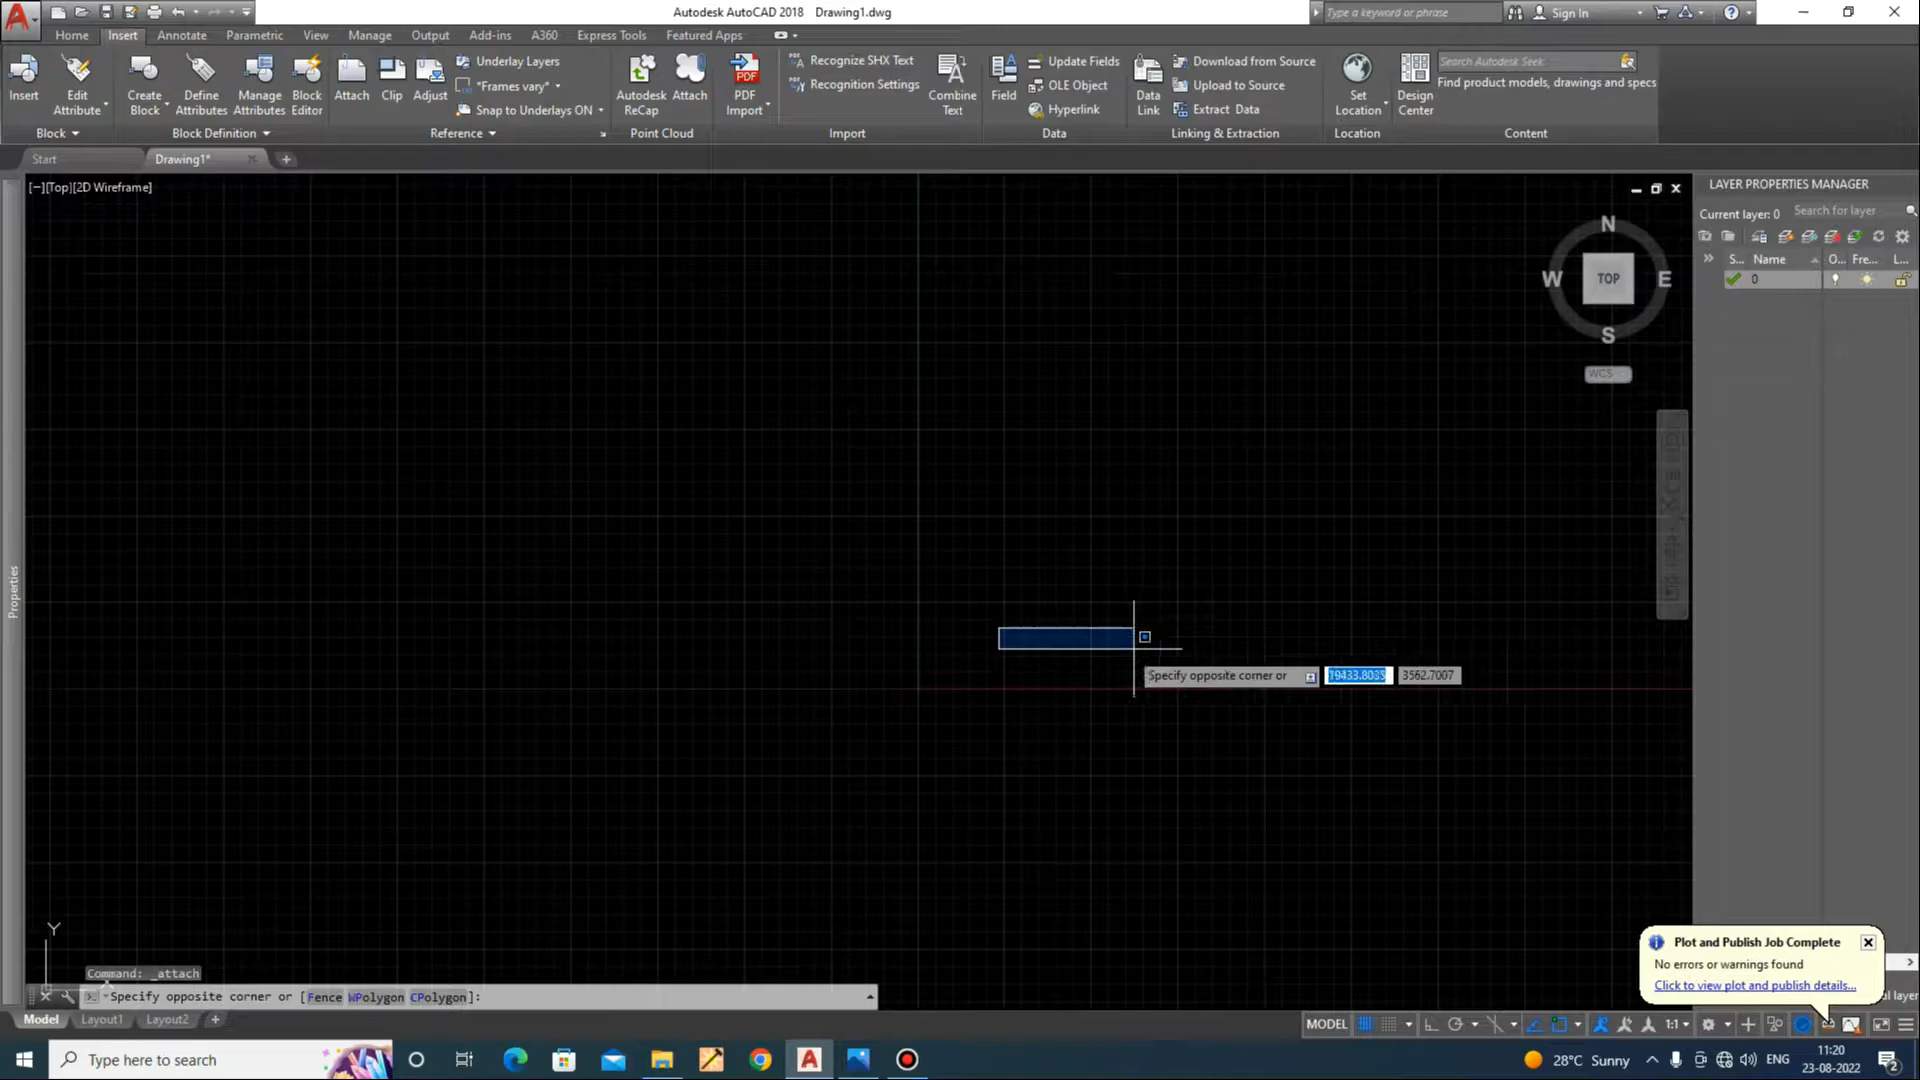 Autodesk AutoCAD 2018 Drawing1.dwg
Type a keyword or phrase
Sign In
Home Insert Annotate Parametric View Manage Output Add-ins A360 Express Tools Featured Apps
Insert
Edit Attribute
Create Block
Define Attributes
Manage Attributes
Block Editor
Attach
Clip
Adjust
Underlay Layers
*Frames vary*
Snap to Underlays ON
Autodesk ReCap
Attach
PDF Import
Recognize SHX Text
Recognition Settings
Combine Text
Field
Update Fields
OLE Object
Hyperlink
Data Link
Download from Source
Upload to Source
Extract Data
Set Location
Design Center
Search Autodesk Seek
Find product models, drawings and specs
Block Block Definition Reference Point Cloud Import Data Linking & Extraction Location Content
Start Drawing1*
[−][Top][2D Wireframe]
LAYER PROPERTIES MANAGER
Current layer: 0
Search for layer
S... Name O... Fre... L...
0
N
W TOP E
S
WCS
Properties
Specify opposite corner or 19433.8035 3562.7007
Y
Plot and Publish Job Complete
No errors or warnings found
Click to view plot and publish details...
Command: _attach
Specify opposite corner or [Fence WPolygon CPolygon]:
Model Layout1 Layout2
MODEL 1:1
Type here to search
28°C Sunny
ENG
11:20
23-08-2022
2